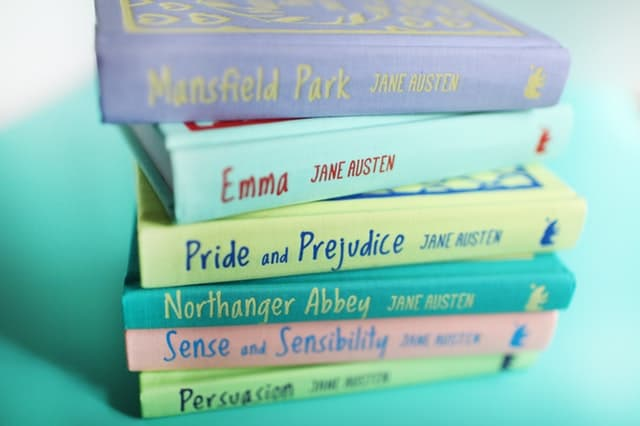 Mansfield Park JANE AUSTEN
Emma JANE AUSTEN
Pride and Prejudice JANE AUSTEN
Northanger Abbey JANE AUSTEN
Sense and Sensibility JANE AUSTEN
Persuasion JANE AUSTEN